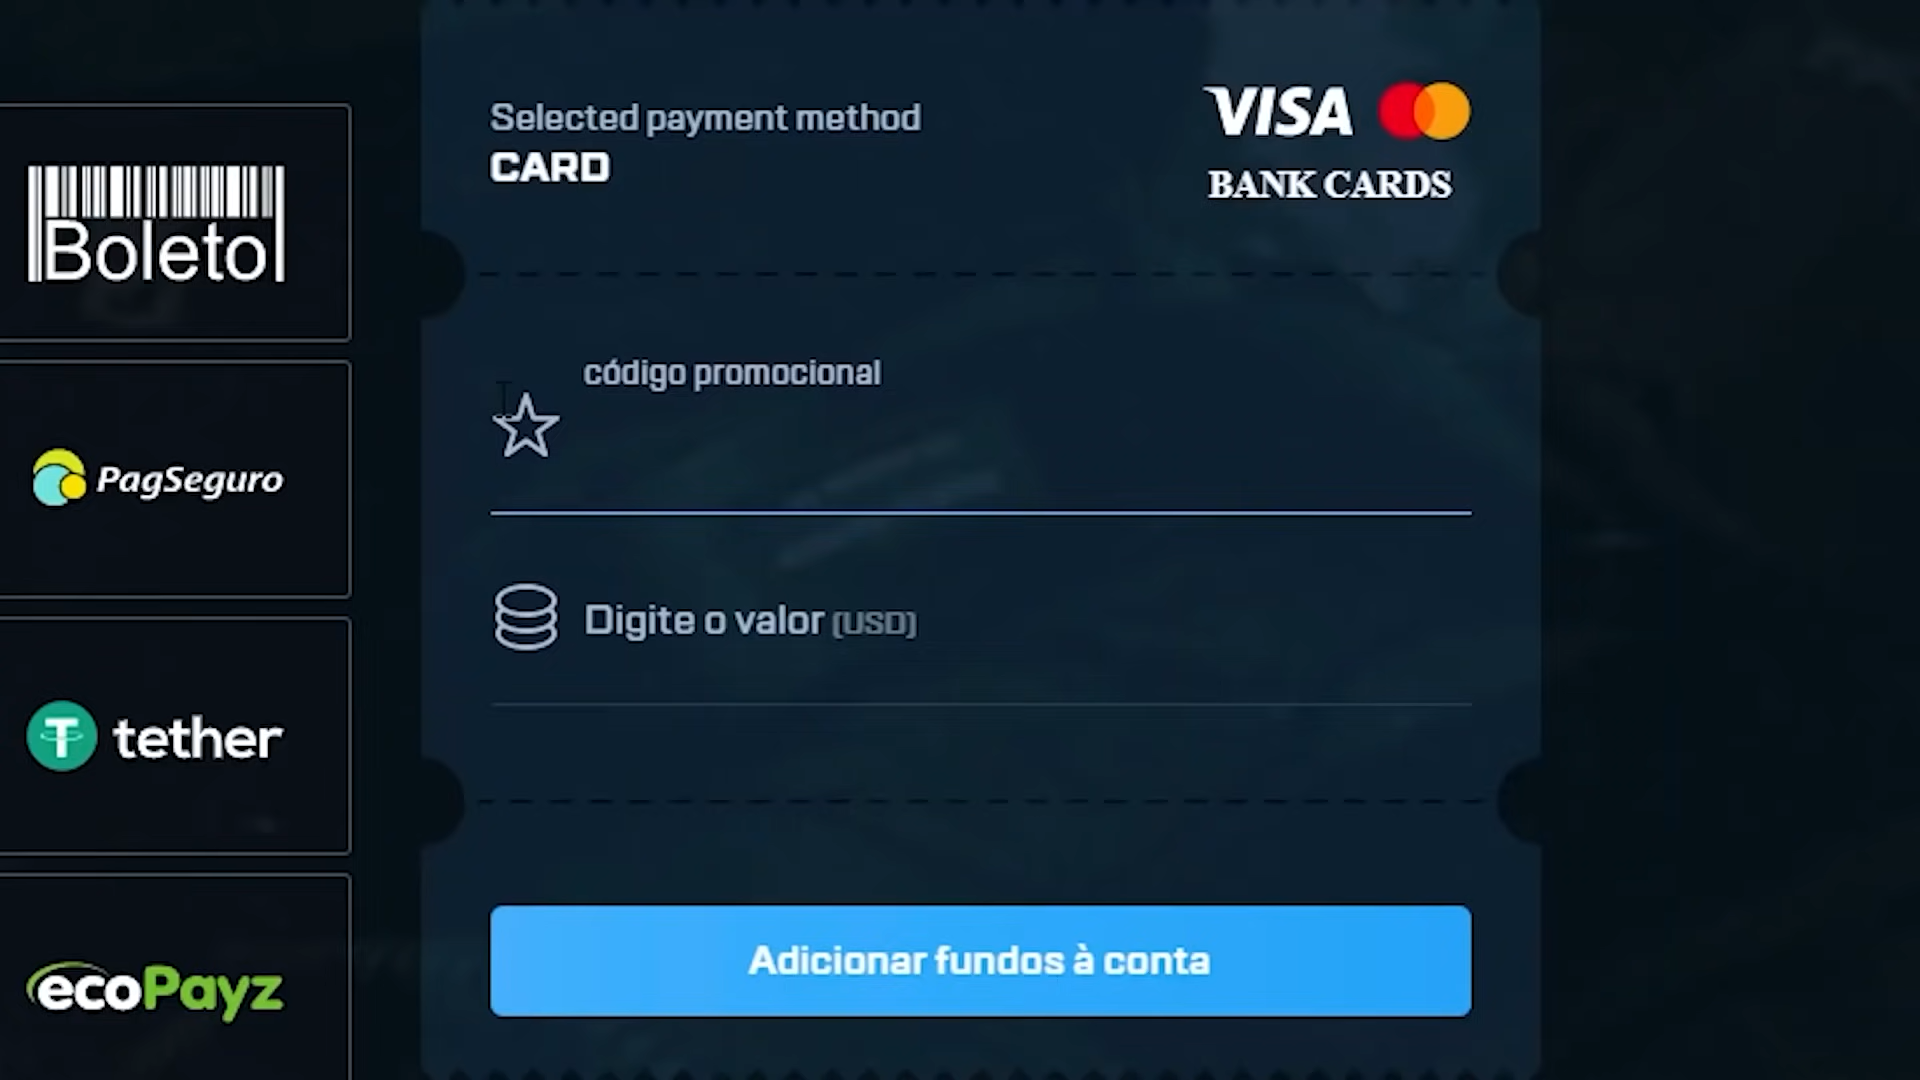 Boleto
PagSeguro
tether
ecoPayz
Selected payment method
CARD
VISA
BANK CARDS
código promocional
Digite o valor (USD)
Adicionar fundos à conta